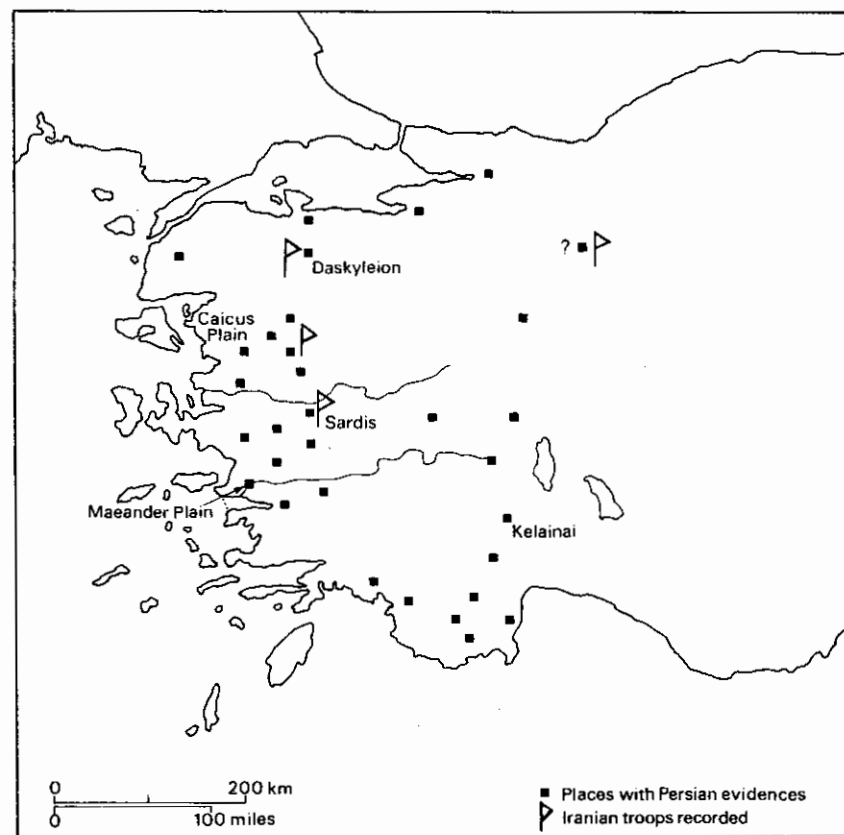 ?
Daskyleion
Caicus
Plain
Sardis
Maeander Plain
Kelainai
0 200 km
0 100 miles
Places with Persian evidences
Iranian troops recorded